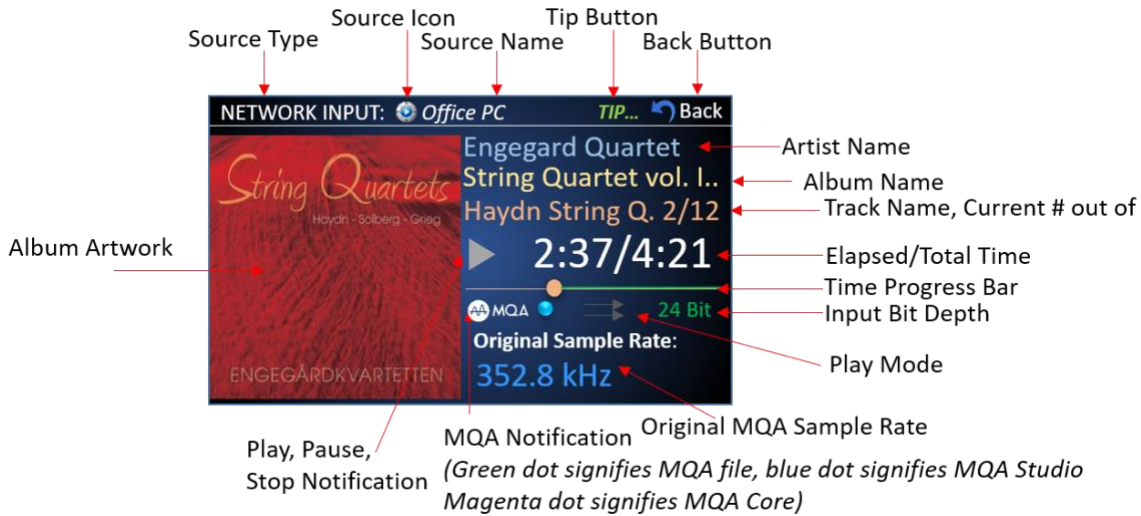 Source Type
Source Icon
Source Name
Tip Button
Back Button
NETWORK INPUT: Office PC TIP... Back
String Quartets
Haydn - Solberg - Grieg
ENGEGÅRDKVARTETTEN
Engegard Quartet
String Quartet vol. I..
Haydn String Q. 2/12
2:37/4:21
MQA 24 Bit
Original Sample Rate:
352.8 kHz
Album Artwork
Artist Name
Album Name
Track Name, Current # out of
Elapsed/Total Time
Time Progress Bar
Input Bit Depth
Play Mode
Play, Pause,
Stop Notification
MQA Notification
(Green dot signifies MQA file, blue dot signifies MQA Studio
Magenta dot signifies MQA Core)
Original MQA Sample Rate